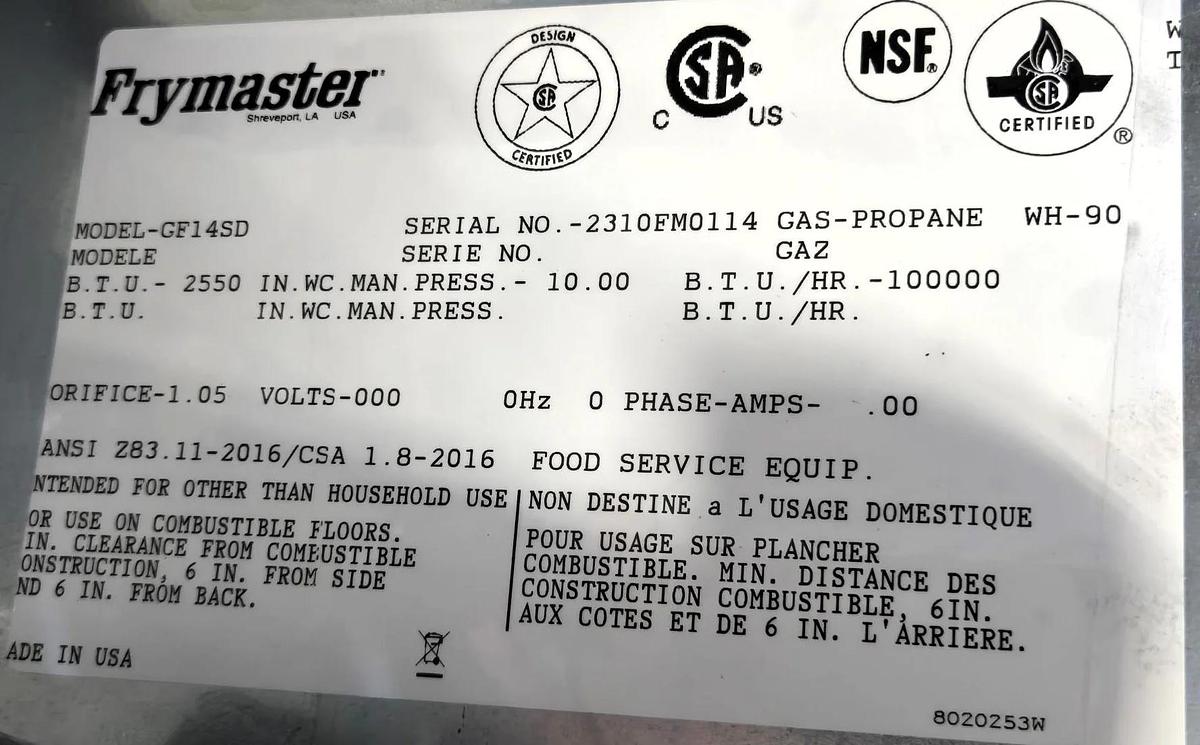 Frymaster™
Shreveport, LA USA
DESIGN
SA
CERTIFIED
SA
C US
NSF®
SA
CERTIFIED ®
W
T
MODEL-GF14SD SERIAL NO.-2310FM0114 GAS-PROPANE WH-90
MODELE SERIE NO. GAZ
B.T.U.- 2550 IN.WC.MAN.PRESS.- 10.00 B.T.U./HR.-100000
B.T.U. IN.WC.MAN.PRESS. B.T.U./HR.
ORIFICE-1.05 VOLTS-000 0Hz 0 PHASE-AMPS- .00
ANSI Z83.11-2016/CSA 1.8-2016 FOOD SERVICE EQUIP.
NTENDED FOR OTHER THAN HOUSEHOLD USE
OR USE ON COMBUSTIBLE FLOORS.
IN. CLEARANCE FROM COMBUSTIBLE
ONSTRUCTION, 6 IN. FROM SIDE
ND 6 IN. FROM BACK.
NON DESTINE a L'USAGE DOMESTIQUE
POUR USAGE SUR PLANCHER
COMBUSTIBLE. MIN. DISTANCE DES
CONSTRUCTION COMBUSTIBLE, 6IN.
AUX COTES ET DE 6 IN. L'ARRIERE.
ADE IN USA
8020253W